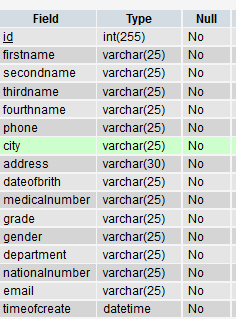 Field Type Null
id int(255) No
firstname varchar(25) No
secondname varchar(25) No
thirdname varchar(25) No
fourthname varchar(25) No
phone varchar(25) No
city varchar(25) No
address varchar(30) No
dateofbrith varchar(25) No
medicalnumber varchar(25) No
grade varchar(25) No
gender varchar(25) No
department varchar(25) No
nationalnumber varchar(25) No
email varchar(25) No
timeofcreate datetime No